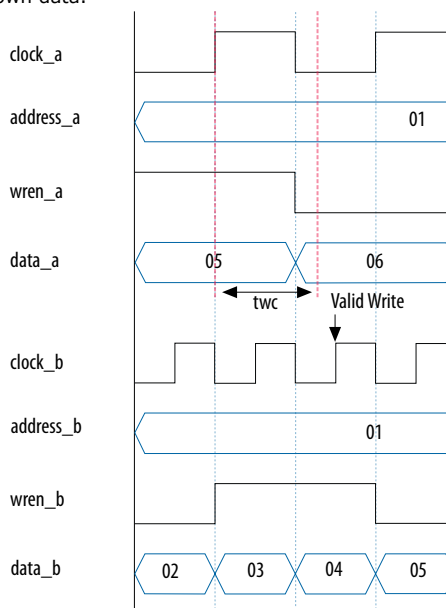 own data.
clock_a
address_a 01
wren_a
data_a 05 06
twc Valid Write
clock_b
address_b 01
wren_b
data_b 02 03 04 05